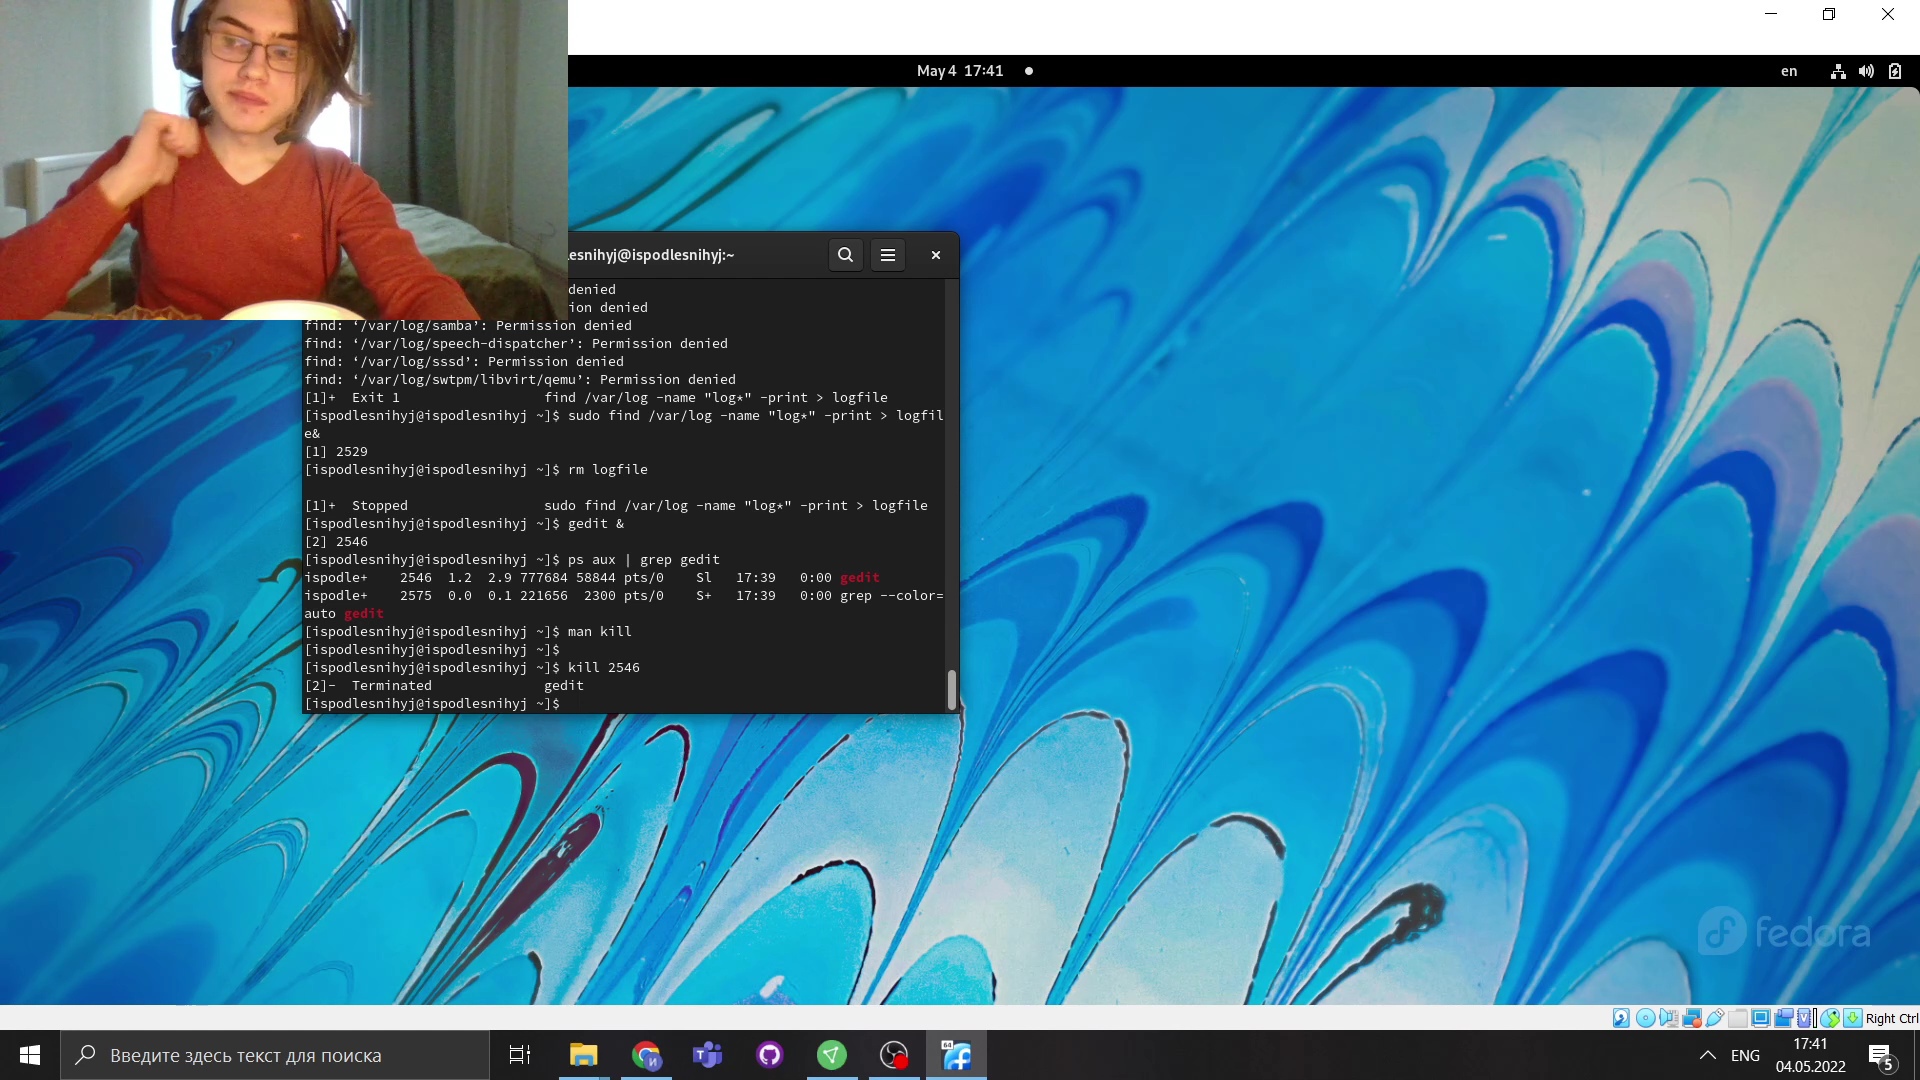 May 4 17:41
en
esnihyj@ispodlesnihyj:~
denied
ion denied
find: ‘/var/log/samba’: Permission denied
find: ‘/var/log/speech-dispatcher’: Permission denied
find: ‘/var/log/sssd’: Permission denied
find: ‘/var/log/swtpm/libvirt/qemu’: Permission denied
[1]+  Exit 1                  find /var/log -name "log*" -print > logfile
[ispodlesnihyj@ispodlesnihyj ~]$ sudo find /var/log -name "log*" -print > logfil
e&
[1] 2529
[ispodlesnihyj@ispodlesnihyj ~]$ rm logfile
[1]+  Stopped                 sudo find /var/log -name "log*" -print > logfile
[ispodlesnihyj@ispodlesnihyj ~]$ gedit &
[2] 2546
[ispodlesnihyj@ispodlesnihyj ~]$ ps aux | grep gedit
ispodle+    2546  1.2  2.9 777684 58844 pts/0    Sl   17:39   0:00 gedit
ispodle+    2575  0.0  0.1 221656  2300 pts/0    S+   17:39   0:00 grep --color=
auto gedit
[ispodlesnihyj@ispodlesnihyj ~]$ man kill
[ispodlesnihyj@ispodlesnihyj ~]$
[ispodlesnihyj@ispodlesnihyj ~]$ kill 2546
[2]-  Terminated              gedit
[ispodlesnihyj@ispodlesnihyj ~]$
fedora
Right Ctrl
Введите здесь текст для поиска
64
ENG
17:41
04.05.2022
5